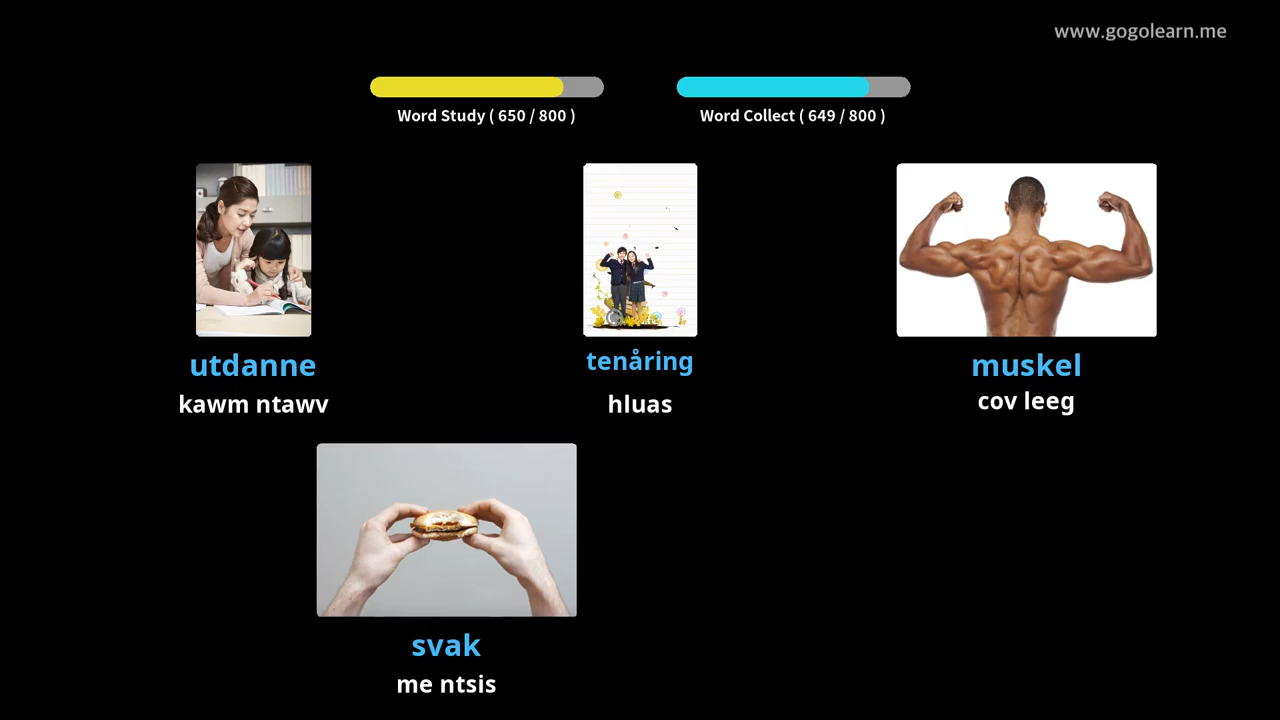 www.gogolearn.me
Word Study ( 650 / 800 )
Word Collect ( 649 / 800 )
utdanne
kawm ntawv
tenåring
hluas
muskel
cov leeg
svak
me ntsis